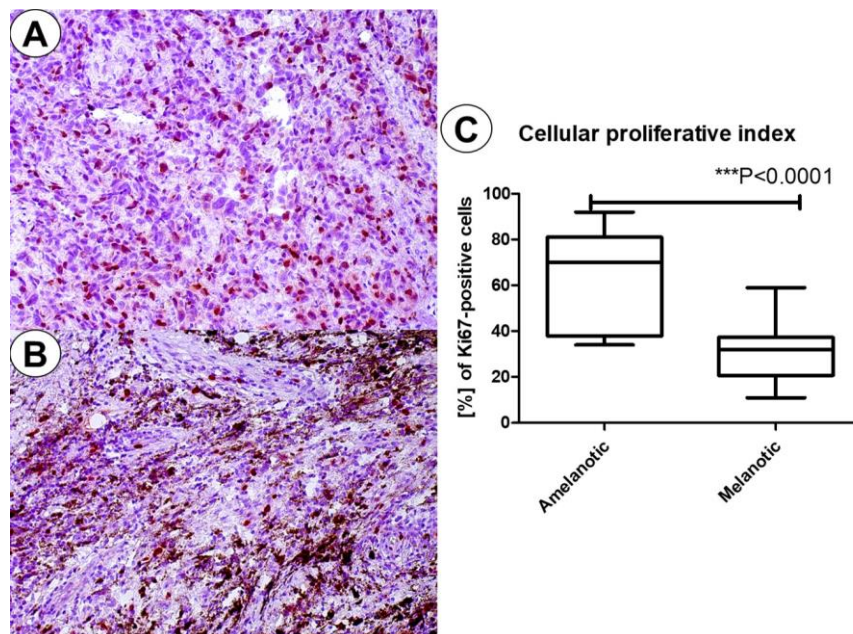 A
B
C
Cellular proliferative index
***P<0.0001
[%] of Ki67-positive cells
100
80
60
40
20
0
Amelanotic
Melanotic